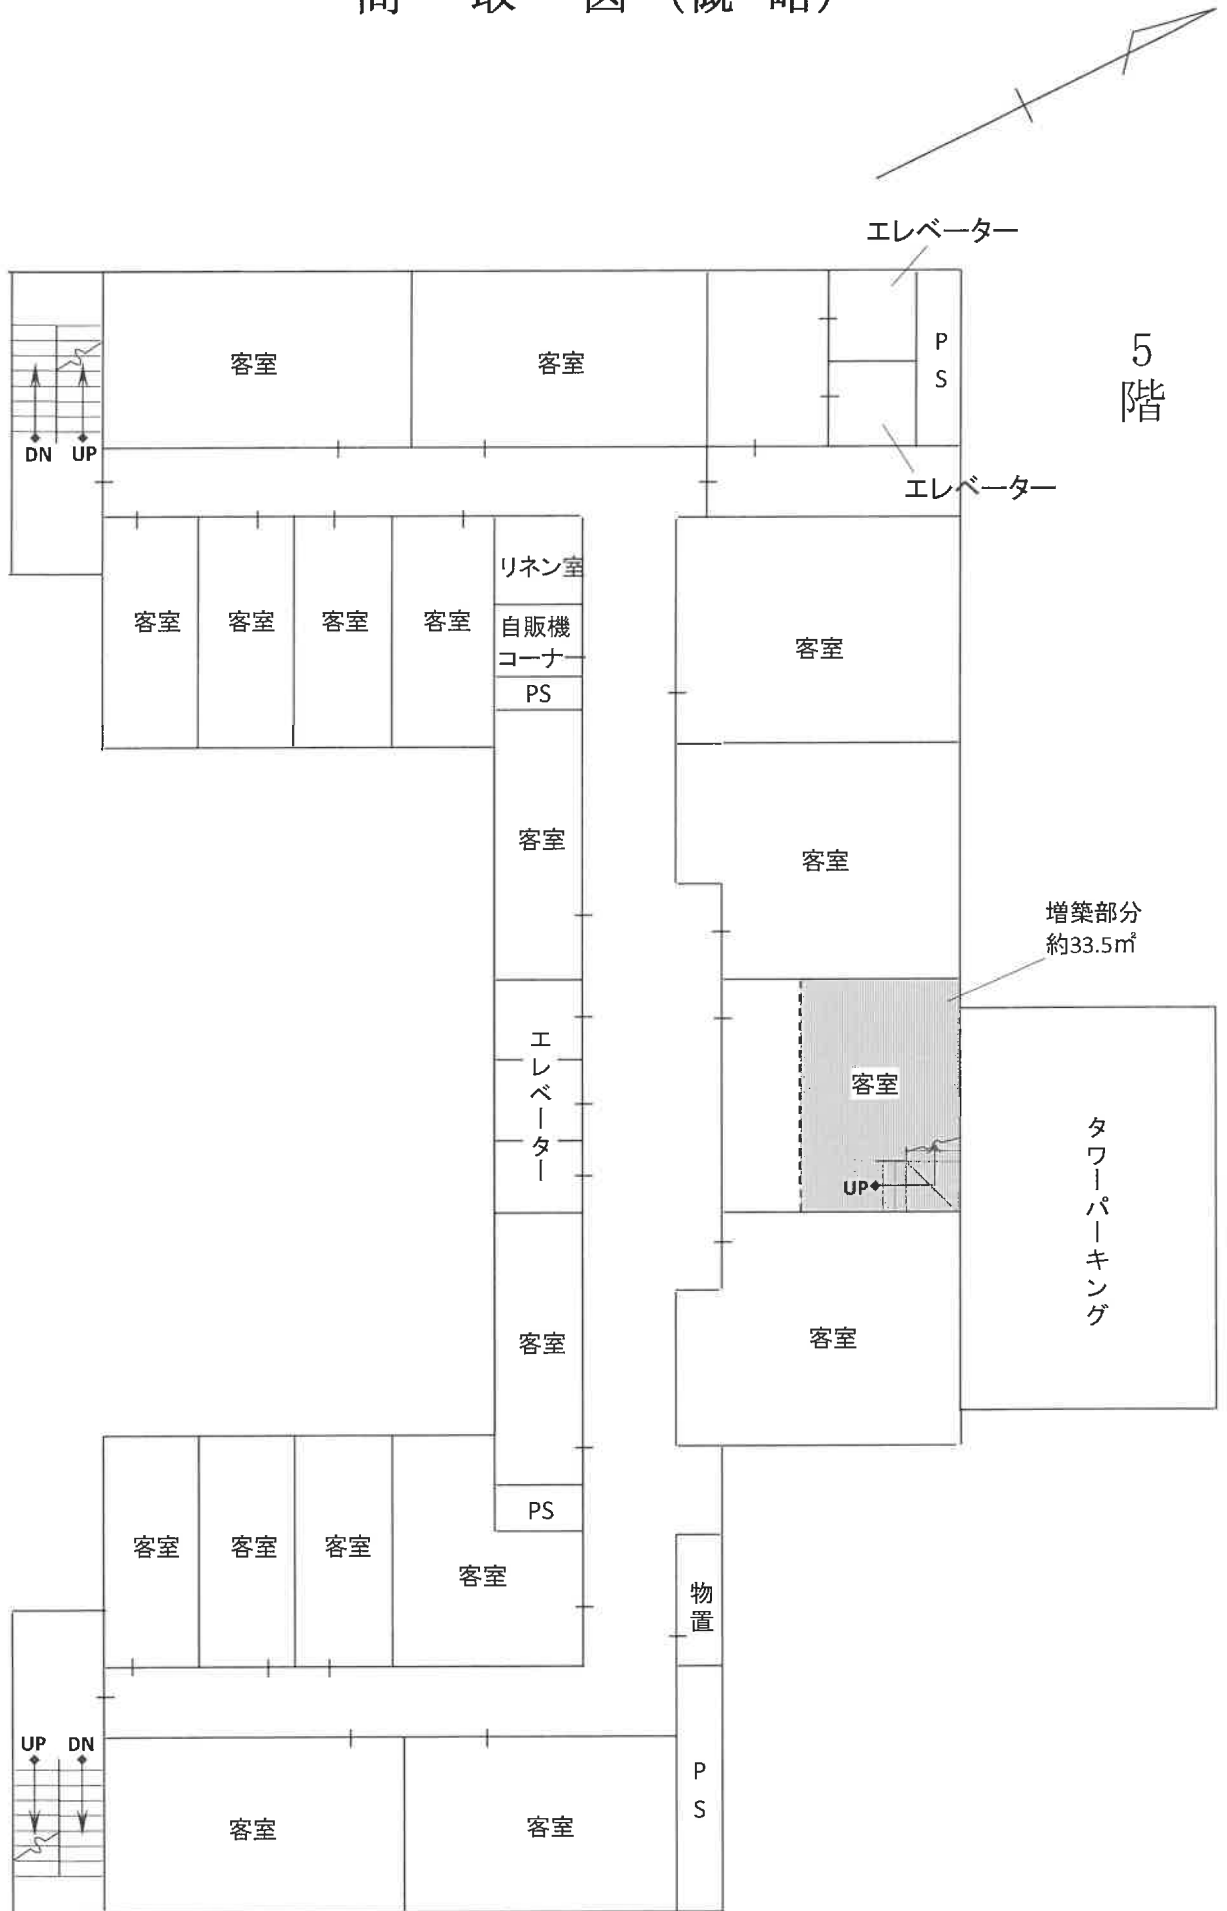 間取図(概略)
エレベーター
5階
客室
客室
PS
DN UP
エレベーター
リネン室
客室
客室
客室
客室
自販機
コーナー
客室
PS
客室
客室
増築部分
約33.5㎡
エレベーター
客室
タワーパーキング
UP
客室
客室
PS
客室
客室
客室
客室
物置
UP DN
PS
客室
客室